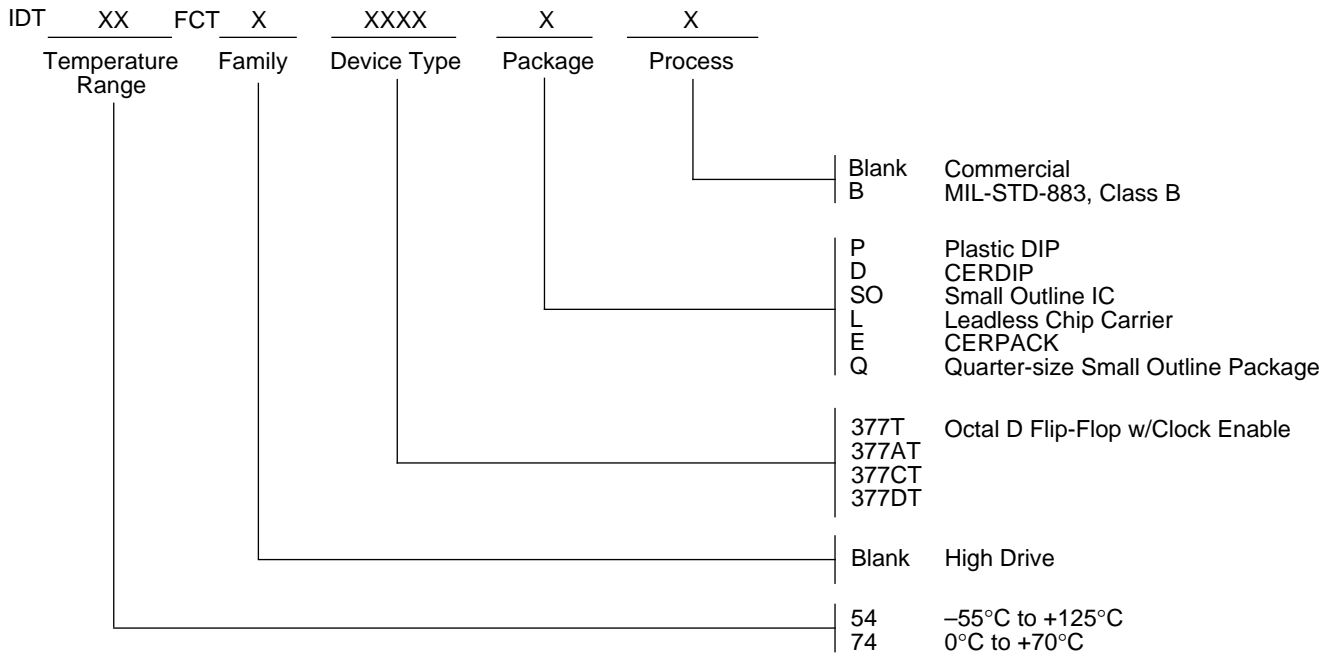 IDT XX FCT X XXXX X X
Temperature Range Family Device Type Package Process
Blank Commercial
B MIL-STD-883, Class B
P Plastic DIP
D CERDIP
SO Small Outline IC
L Leadless Chip Carrier
E CERPACK
Q Quarter-size Small Outline Package
377T Octal D Flip-Flop w/Clock Enable
377AT
377CT
377DT
Blank High Drive
54 –55°C to +125°C
74 0°C to +70°C